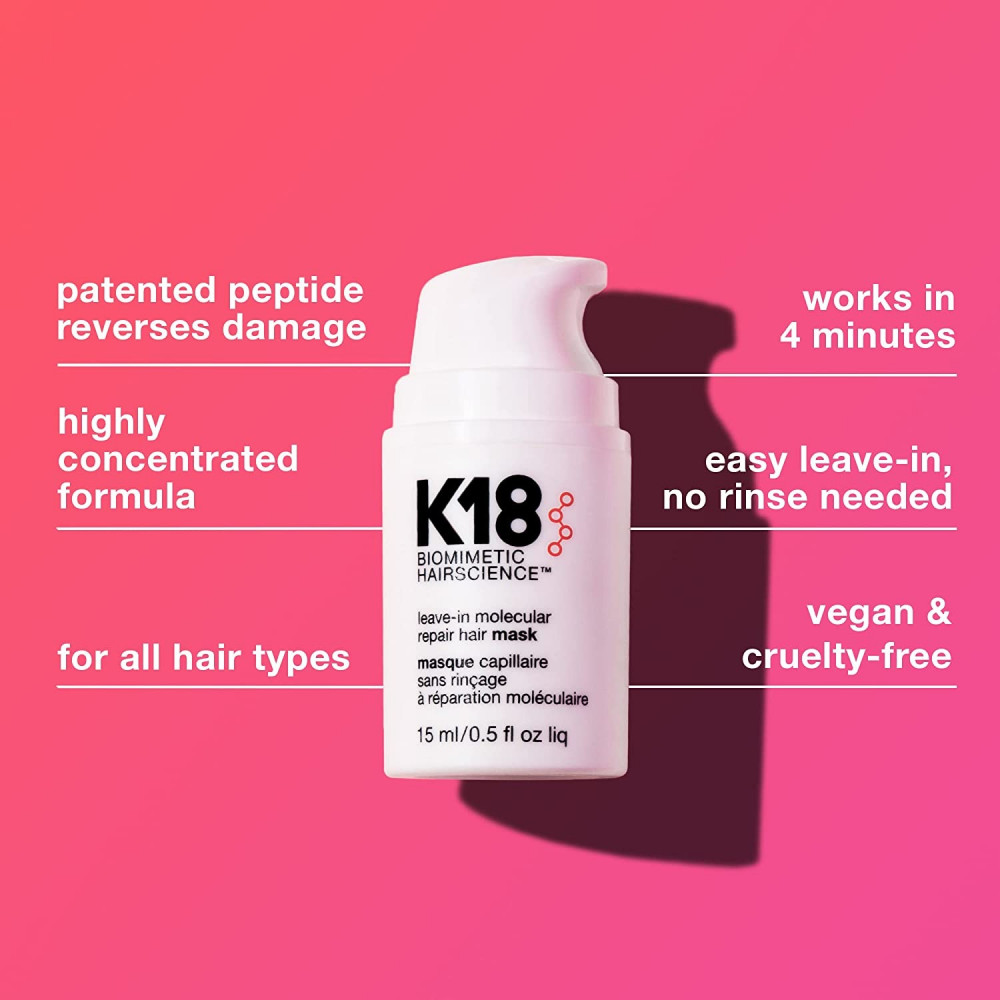 patented peptide
reverses damage
highly
concentrated
formula
for all hair types
works in
4 minutes
easy leave-in,
no rinse needed
vegan &
cruelty-free
K18
BIOMIMETIC
HAIRSCIENCE™
leave-in molecular
repair hair mask
masque capillaire
sans rinçage
à réparation moléculaire
15 ml/0.5 fl oz liq